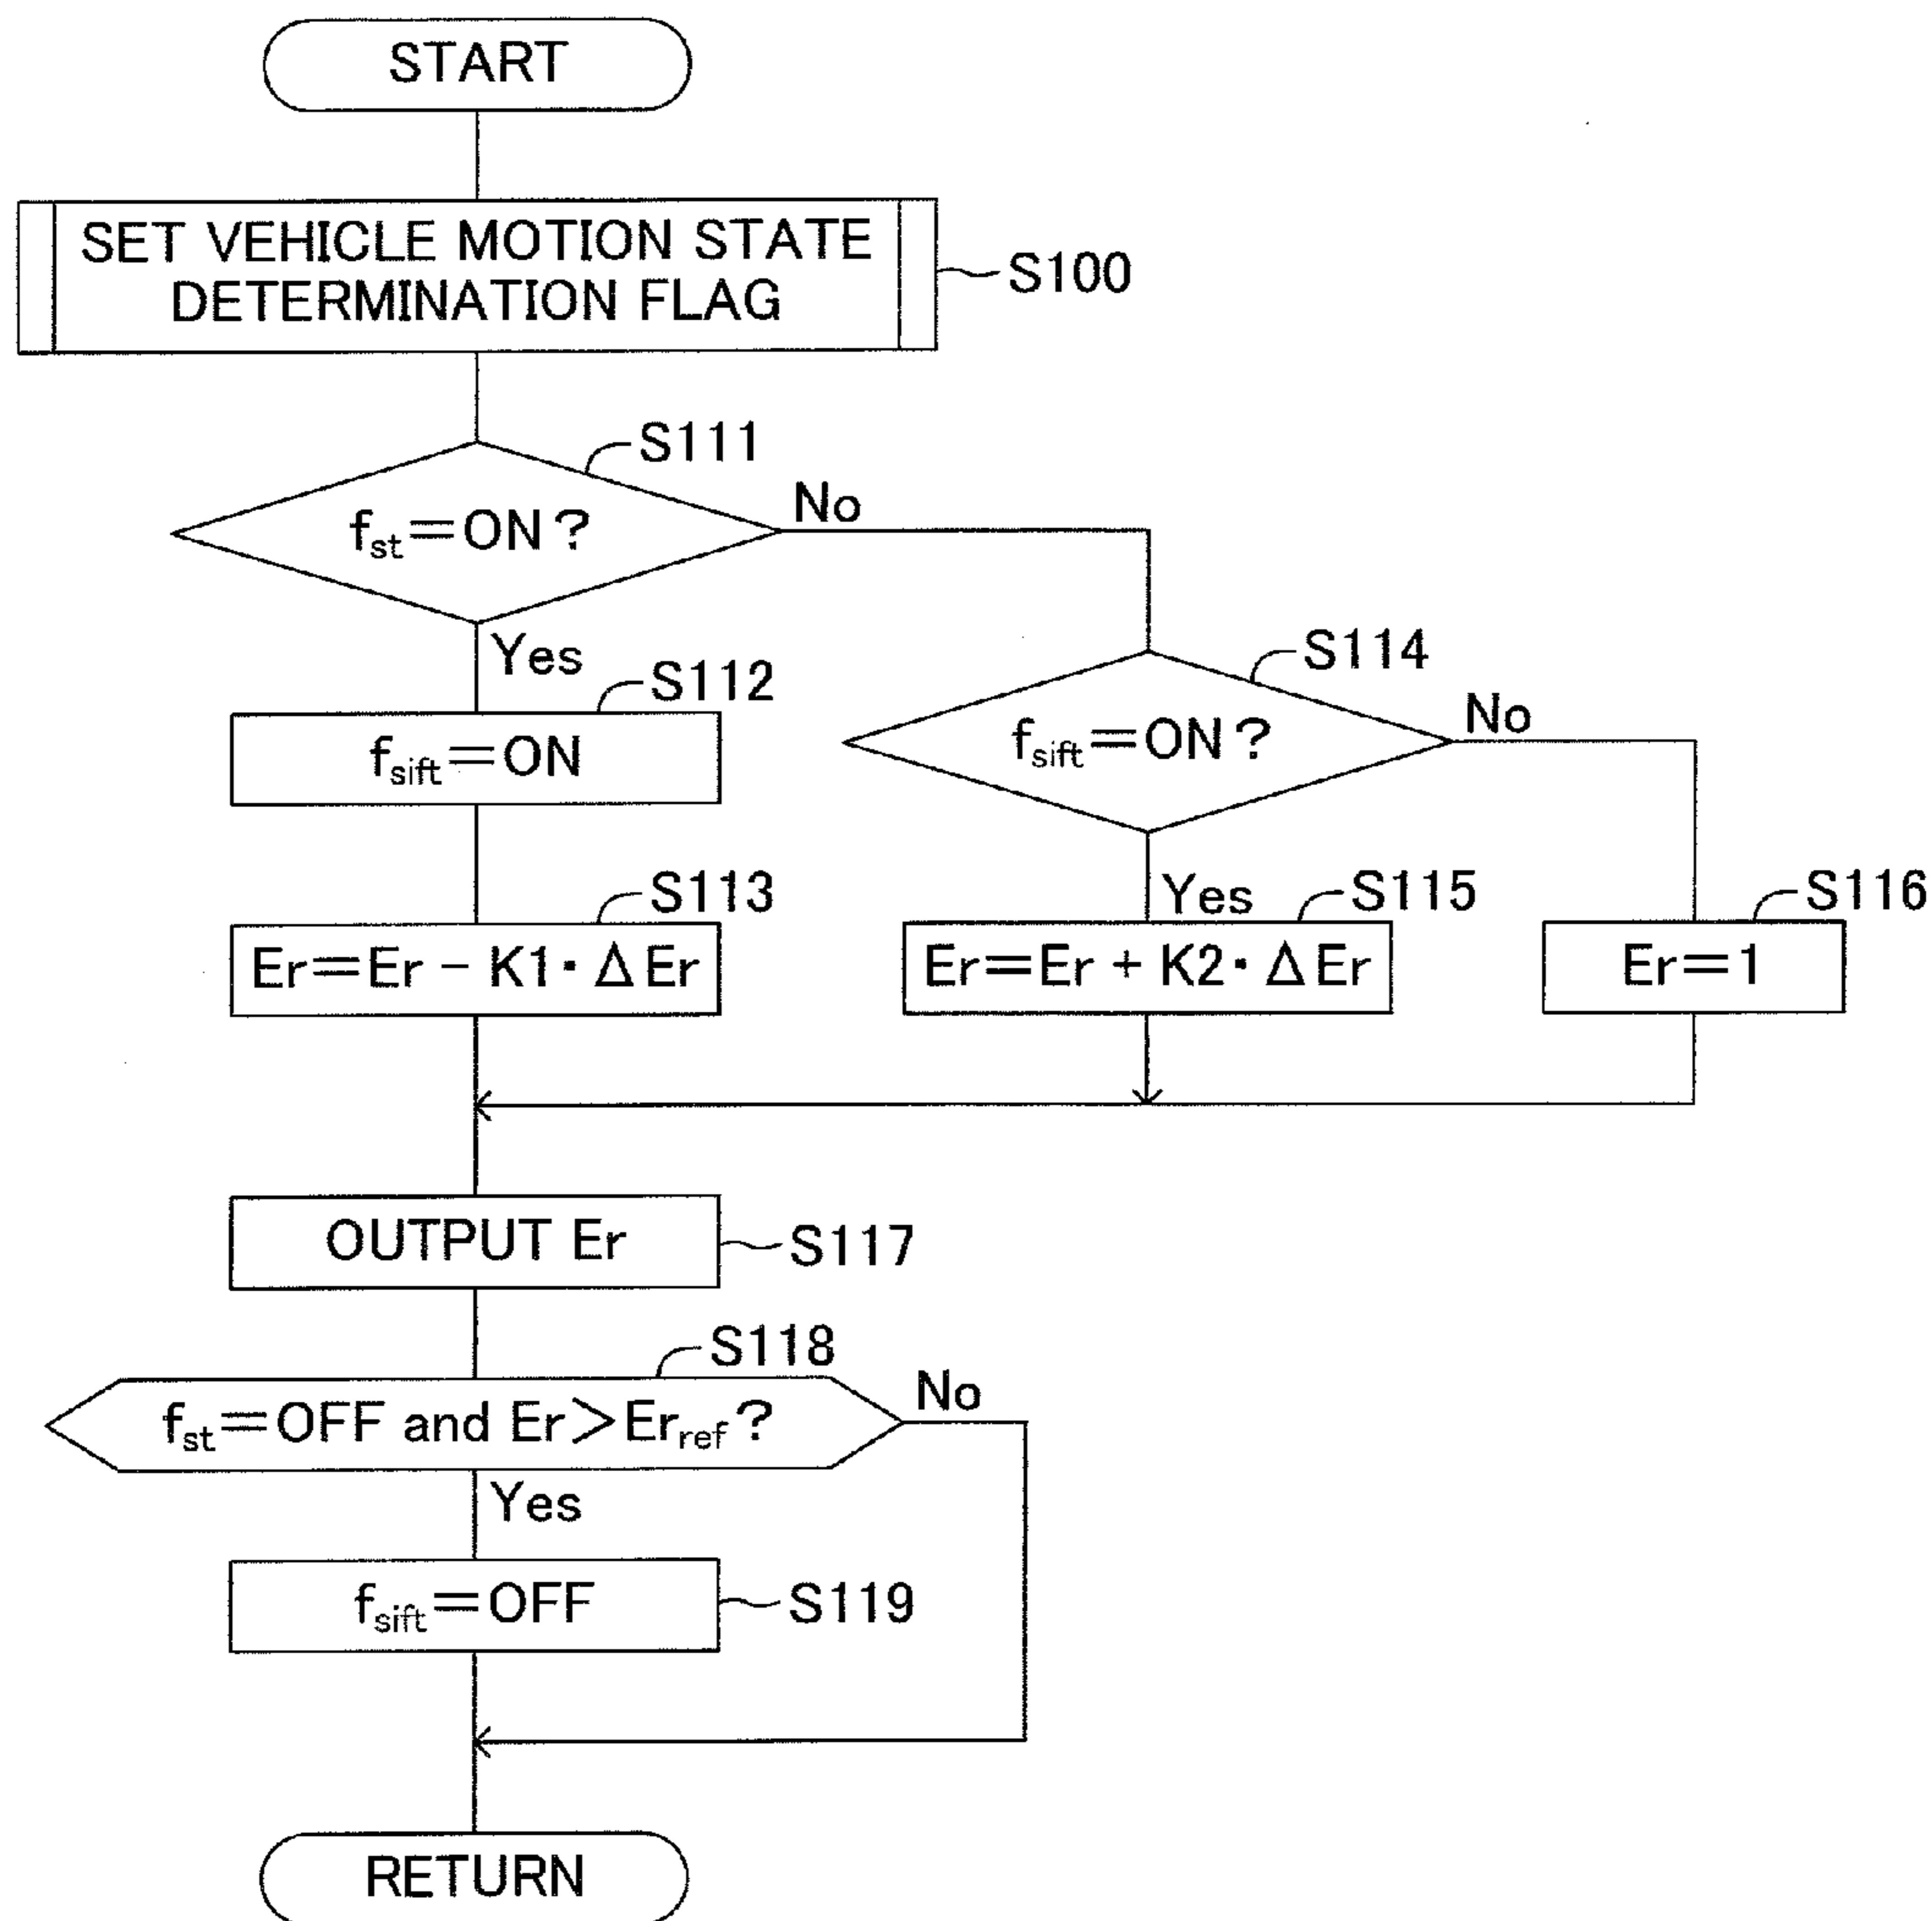 START
SET VEHICLE MOTION STATE
DETERMINATION FLAG
S100
S111
fst=ON?
No
Yes
S112
fsift=ON
S114
fsift=ON?
No
S113
Er=Er - K1・ΔEr
Yes
S115
Er=Er + K2・ΔEr
S116
Er=1
OUTPUT Er
S117
S118
fst=OFF and Er>Erref?
No
Yes
fsift=OFF
S119
RETURN